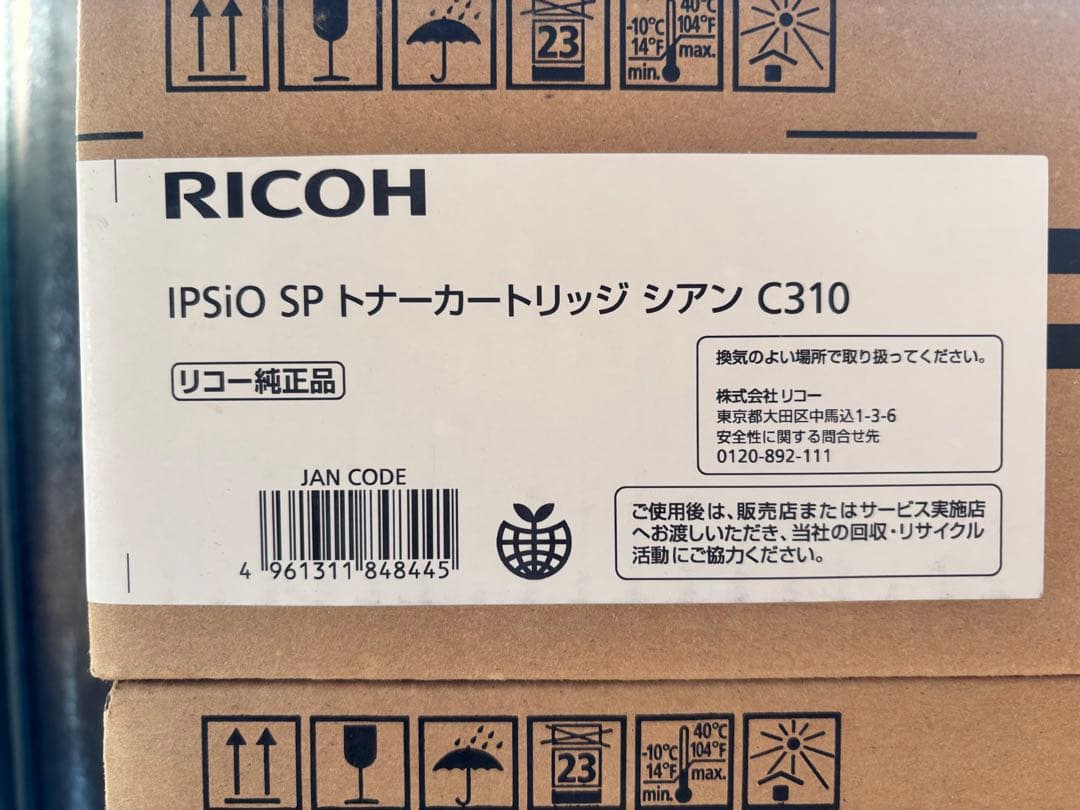 23
-10℃
14°F
min.
40℃
104°F
max.
RICOH
IPSiO SP トナーカートリッジ シアン C310
リコー純正品
換気のよい場所で取り扱ってください。
株式会社リコー
東京都大田区中馬込1-3-6
安全性に関する問合せ先
0120-892-111
JAN CODE
4 961311 848445
ご使用後は、販売店またはサービス実施店
へお渡しいただき、当社の回収・リサイクル
活動にご協力ください。
23
-10℃
14°F
min.
40℃
104°F
max.